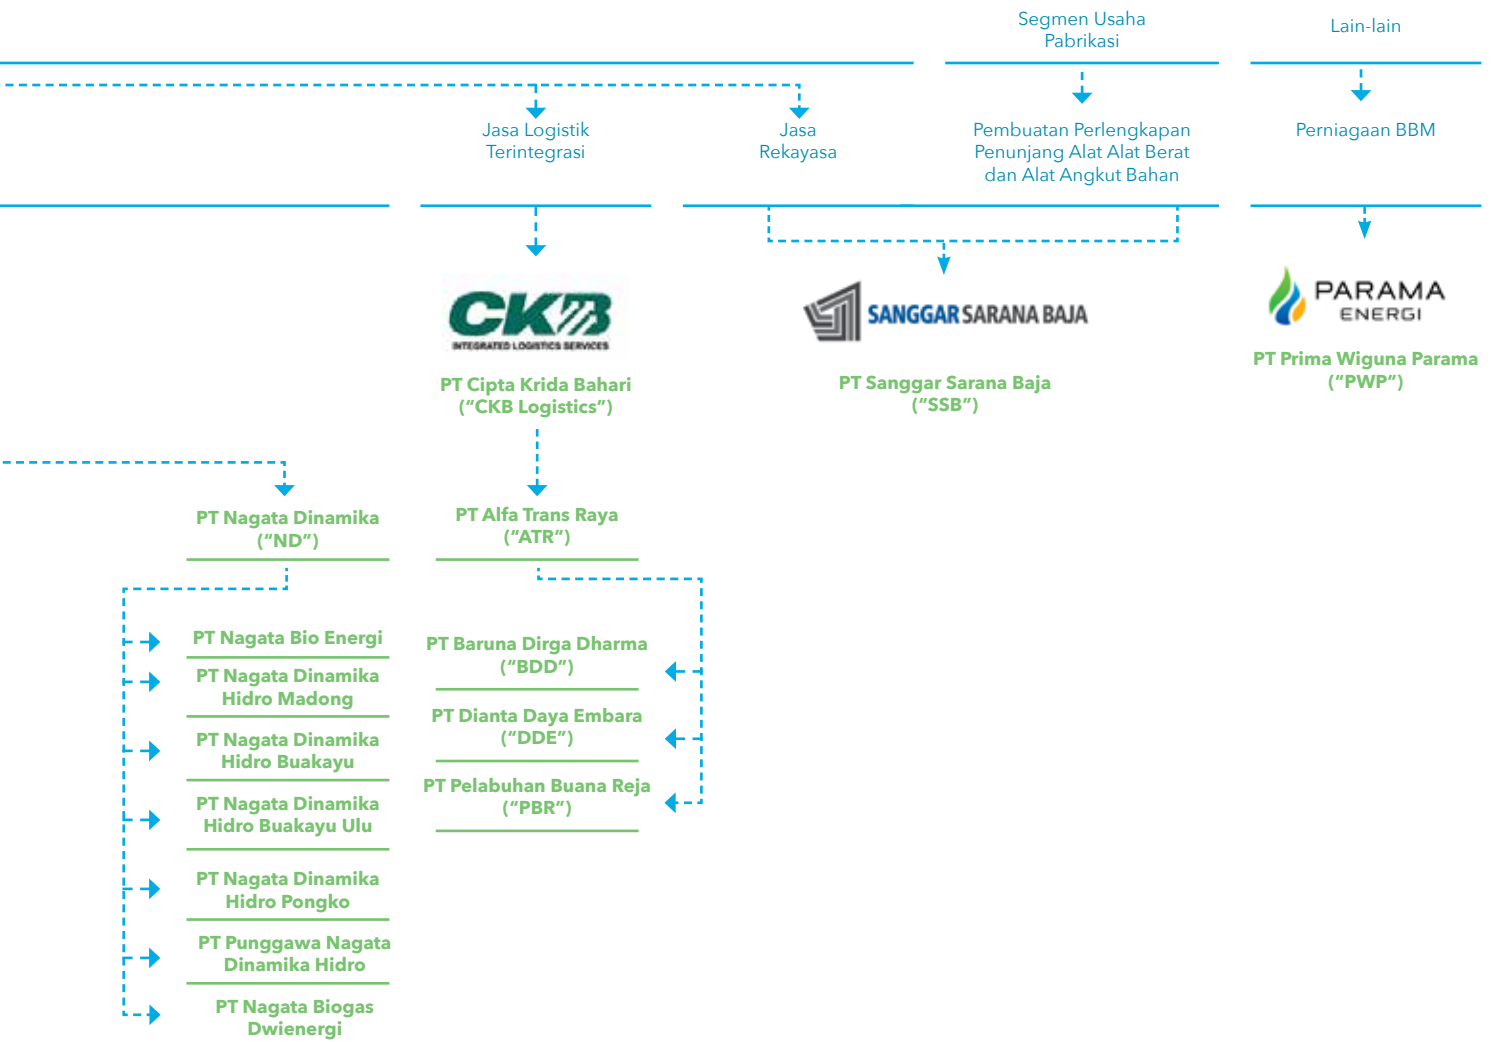 Segmen Usaha
Pabrikasi
Lain-lain
Jasa Logistik
Terintegrasi
Jasa
Rekayasa
Pembuatan Perlengkapan
Penunjang Alat Alat Berat
dan Alat Angkut Bahan
Perniagaan BBM
CKB
INTEGRATED LOGISTICS SERVICES
PT Cipta Krida Bahari
(“CKB Logistics”)
SANGGAR SARANA BAJA
PT Sanggar Sarana Baja
(“SSB”)
PARAMA
ENERGI
PT Prima Wiguna Parama
(“PWP”)
PT Nagata Dinamika
(“ND”)
PT Nagata Bio Energi
PT Nagata Dinamika
Hidro Madong
PT Nagata Dinamika
Hidro Buakayu
PT Nagata Dinamika
Hidro Buakayu Ulu
PT Nagata Dinamika
Hidro Pongko
PT Punggawa Nagata
Dinamika Hidro
PT Nagata Biogas
Dwienergi
PT Alfa Trans Raya
(“ATR”)
PT Baruna Dirga Dharma
(“BDD”)
PT Dianta Daya Embara
(“DDE”)
PT Pelabuhan Buana Reja
(“PBR”)